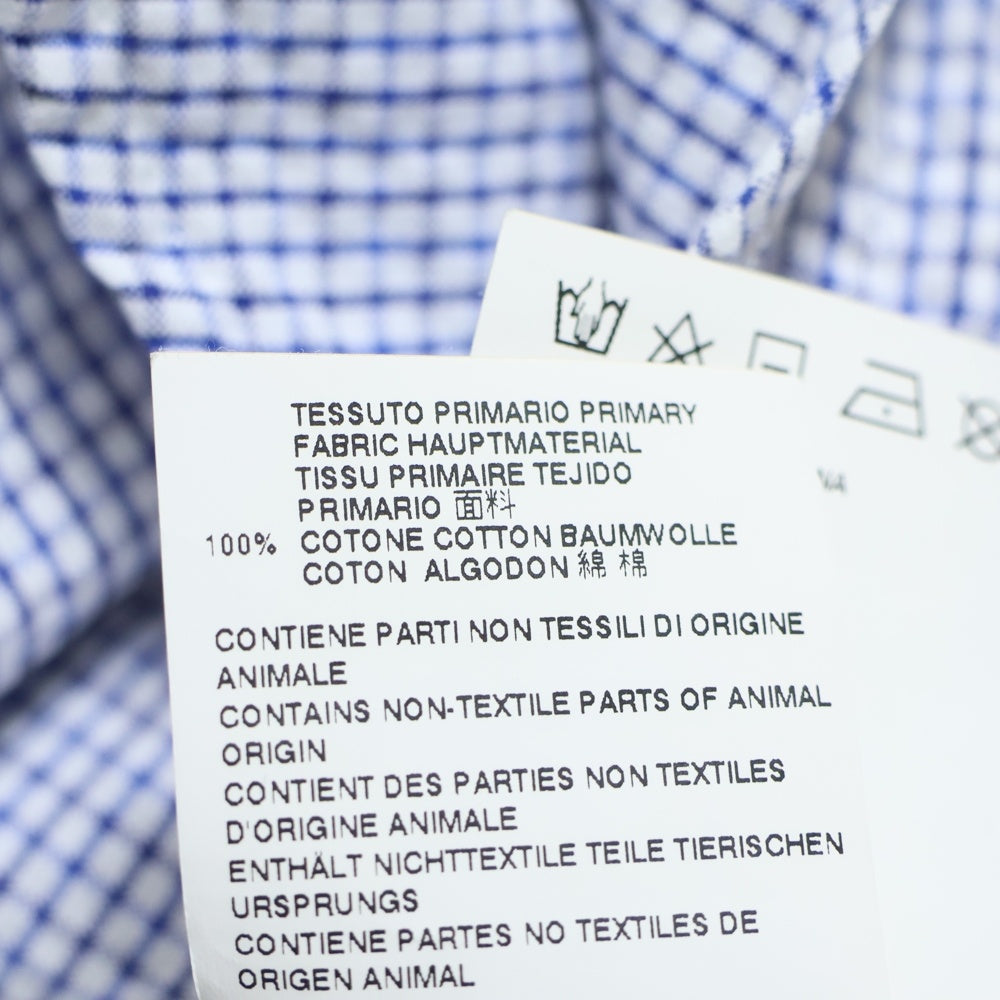 TESSUTO PRIMARIO PRIMARY
FABRIC HAUPTMATERIAL
TISSU PRIMAIRE TEJIDO
PRIMARIO 面料
100% COTONE COTTON BAUMWOLLE
COTON ALGODON 綿 棉
CONTIENE PARTI NON TESSILI DI ORIGINE
ANIMALE
CONTAINS NON-TEXTILE PARTS OF ANIMAL
ORIGIN
CONTIENT DES PARTIES NON TEXTILES
D'ORIGINE ANIMALE
ENTHÄLT NICHTTEXTILE TEILE TIERISCHEN
URSPRUNGS
CONTIENE PARTES NO TEXTILES DE
ORIGEN ANIMAL